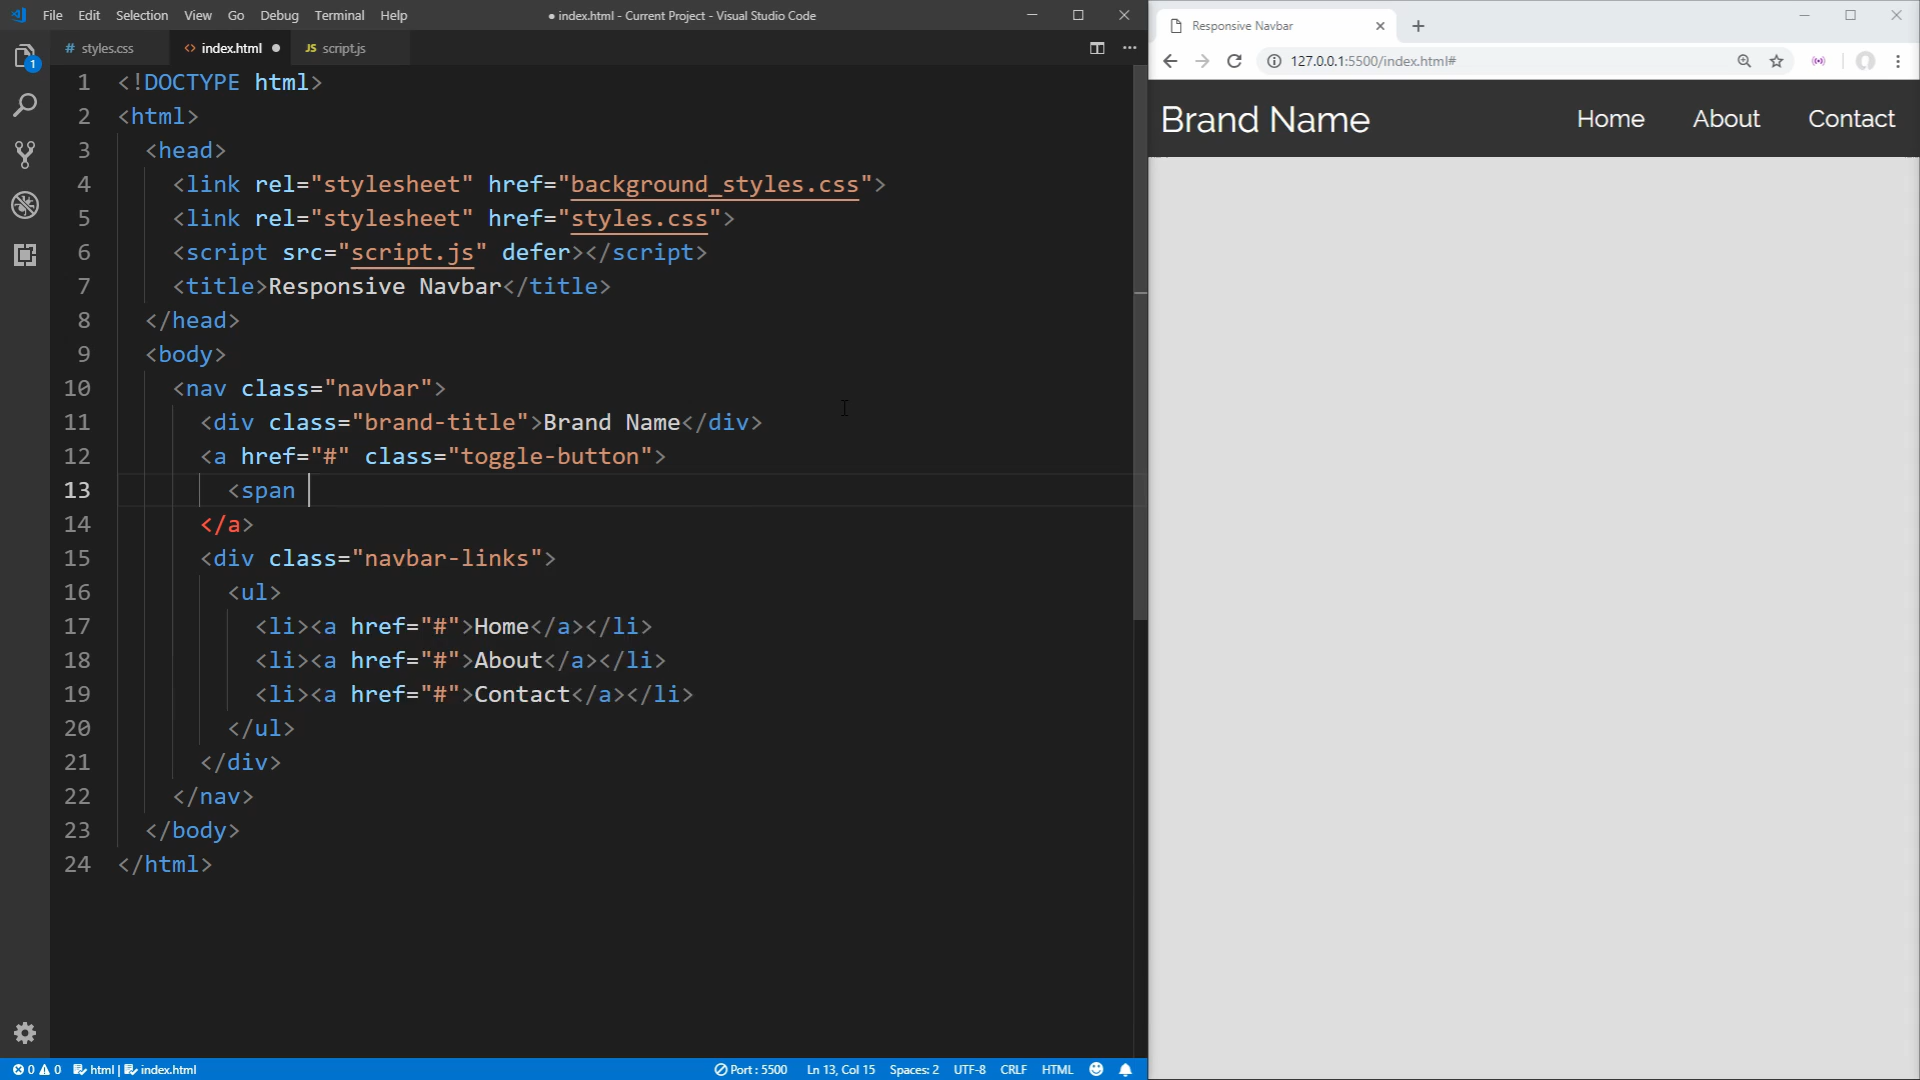 File Edit Selection View Go Debug Terminal Help
● index.html - Current Project - Visual Studio Code
# styles.css
<> index.html ●
JS script.js
1 <!DOCTYPE html>
2 <html>
3 <head>
4 <link rel="stylesheet" href="background_styles.css">
5 <link rel="stylesheet" href="styles.css">
6 <script src="script.js" defer></script>
7 <title>Responsive Navbar</title>
8 </head>
9 <body>
10 <nav class="navbar">
11 <div class="brand-title">Brand Name</div>
12 <a href="#" class="toggle-button">
13 <span
14 </a>
15 <div class="navbar-links">
16 <ul>
17 <li><a href="#">Home</a></li>
18 <li><a href="#">About</a></li>
19 <li><a href="#">Contact</a></li>
20 </ul>
21 </div>
22 </nav>
23 </body>
24 </html>
1
0 0 html | index.html
Port : 5500 Ln 13, Col 15 Spaces: 2 UTF-8 CRLF HTML
Responsive Navbar
127.0.0.1:5500/index.html#
Brand Name Home About Contact